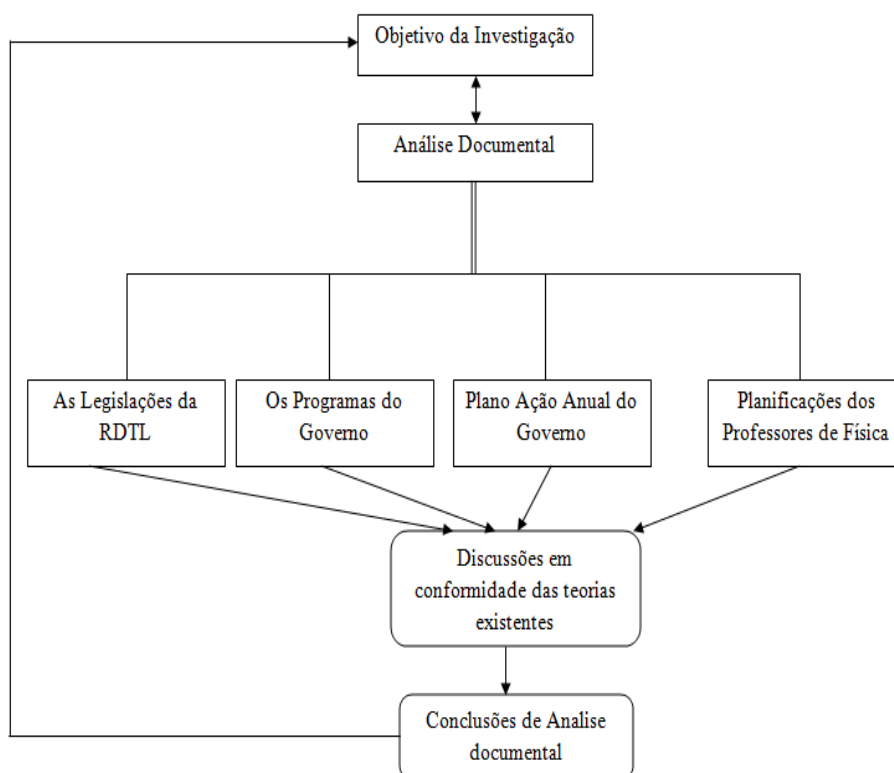 Objetivo da Investigação
Análise Documental
As Legislações da
RDTL
Os Programas do
Governo
Plano Ação Anual do
Governo
Planificações dos
Professores de Física
Discussões em
conformidade das teorias
existentes
Conclusões de Analise
documental